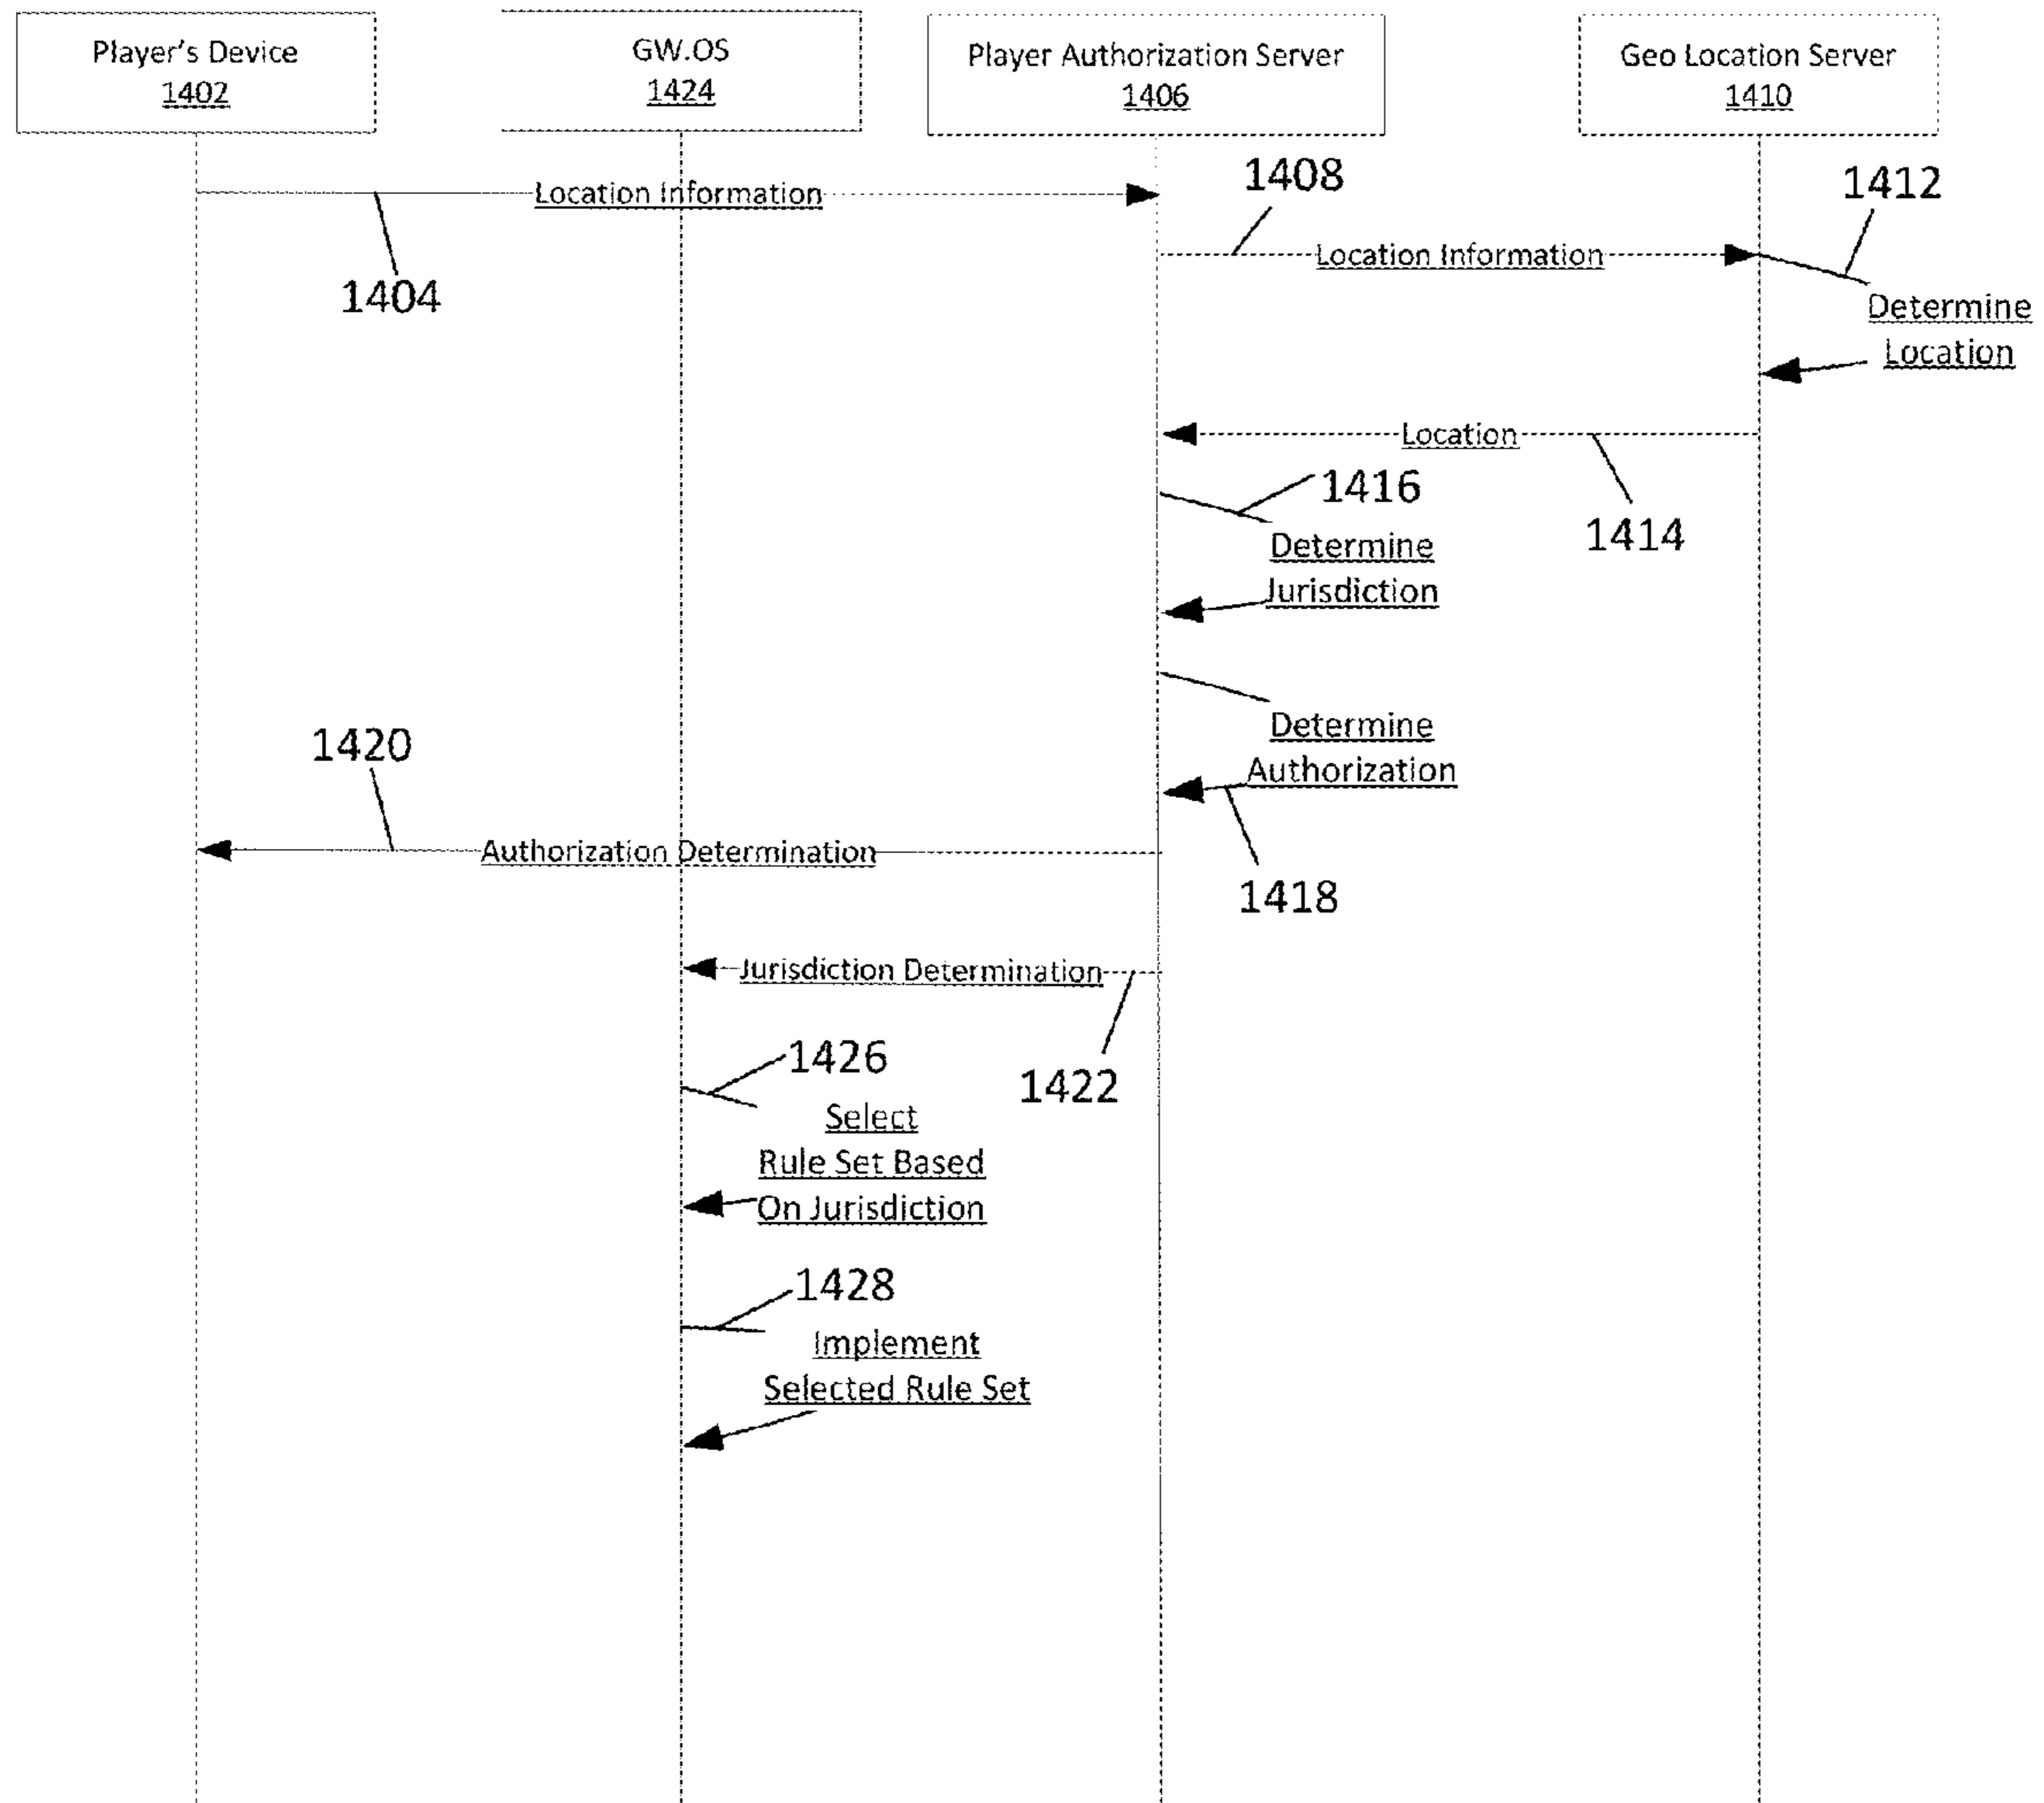 Player's Device
1402
GW.OS
1424
Player Authorization Server
1406
Geo Location Server
1410
Location Information
1404
1408
Location Information
1412
Determine
Location
Location
1414
1416
Determine
Jurisdiction
Determine
Authorization
1418
1420
Authorization Determination
Jurisdiction Determination
1422
1426
Select
Rule Set Based
On Jurisdiction
1428
Implement
Selected Rule Set